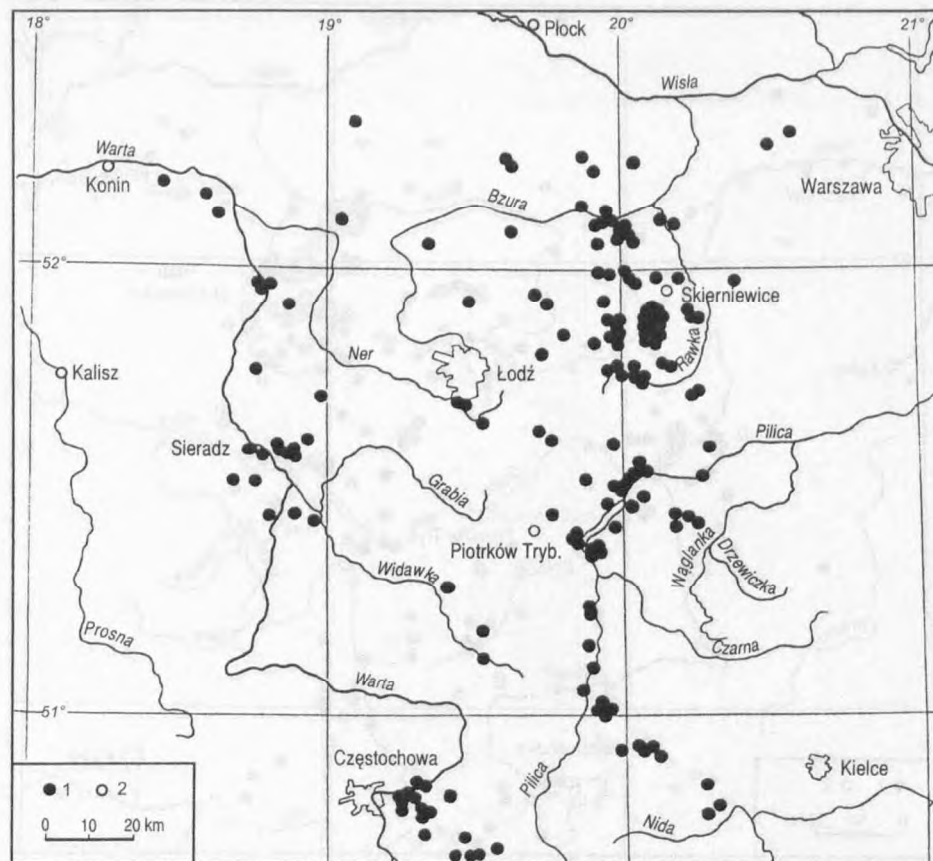 18° 19° 20° 21°
Płock
Wisła
Warta
Konin
Warszawa
Bzura
52°
Skierniewice
Ner
Łódź
Rawka
Kalisz
Sieradz
Pilica
Grabia
Piotrków Tryb.
Wąglanka
Drzewiczka
Widawka
Prosna
Czarna
Warta
51°
Częstochowa
Pilica
Kielce
Nida
1 2
0 10 20 km